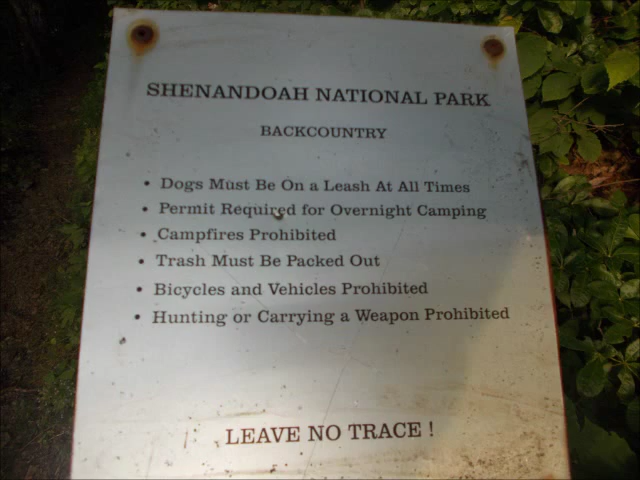 SHENANDOAH NATIONAL PARK
BACKCOUNTRY
• Dogs Must Be On a Leash At All Times
• Permit Required for Overnight Camping
• Campfires Prohibited
• Trash Must Be Packed Out
• Bicycles and Vehicles Prohibited
• Hunting or Carrying a Weapon Prohibited
LEAVE NO TRACE !